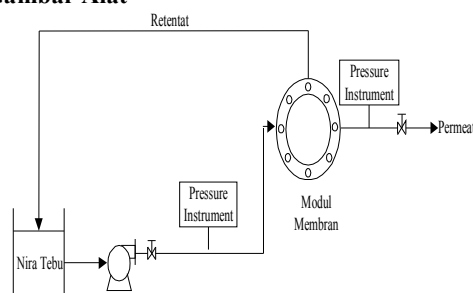 Gambar Alat
Retentat
Pressure
Instrument
Permeat
Pressure
Instrument
Modul
Membran
Nira Tebu